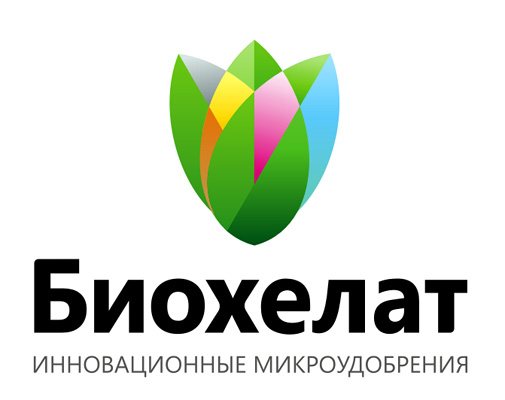 Биохелат
ИННОВАЦИОННЫЕ МИКРОУДОБРЕНИЯ